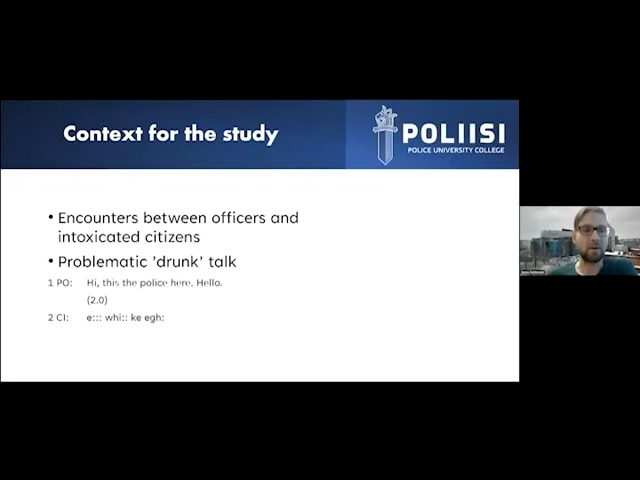 Context for the study
POLIISI
POLICE UNIVERSITY COLLEGE
• Encounters between officers and
intoxicated citizens
• Problematic 'drunk' talk
1 PO: Hi, this the police here. Hello.
(2.0)
2 CI: e::: whi:: ke egh: